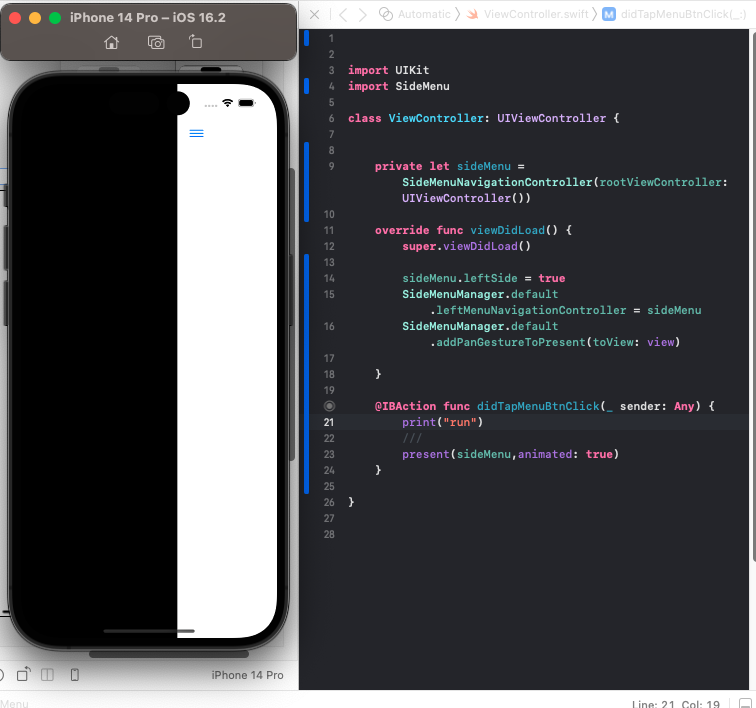 iPhone 14 Pro – iOS 16.2
Automatic
ViewController.swift
M
didTapMenuBtnClick(_:)
1
2
3 import UIKit
4 import SideMenu
5
6 class ViewController: UIViewController {
7
8
9 private let sideMenu =
SideMenuNavigationController(rootViewController:
UIViewController())
10
11 override func viewDidLoad() {
12 super.viewDidLoad()
13
14 sideMenu.leftSide = true
15 SideMenuManager.default
.leftMenuNavigationController = sideMenu
16 SideMenuManager.default
.addPanGestureToPresent(toView: view)
17
18 }
19
@IBAction func didTapMenuBtnClick(_ sender: Any) {
21 print("run")
22 ///
23 present(sideMenu,animated: true)
24 }
25
26 }
27
28
iPhone 14 Pro
Menu
Line: 21 Col: 19